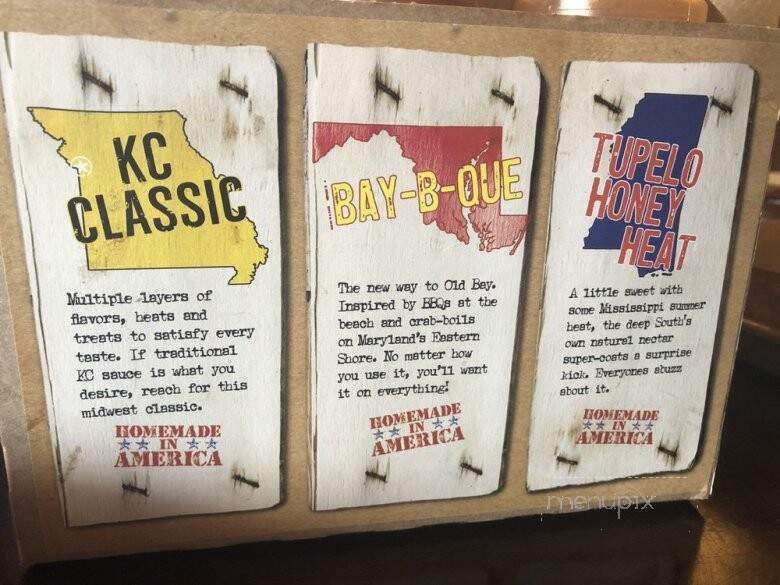 KC
CLASSIC
Multiple layers of
flavors, heats and
treats to satisfy every
taste. If traditional
KC sauce is what you
desire, reach for this
midwest classic.
HOMEMADE
IN
AMERICA
BAY-B-QUE
The new way to Old Bay.
Inspired by BBQs at the
beach and crab-boils
on Maryland's Eastern
Shore. No matter how
you use it, you'll want
it on everything!
HOMEMADE
IN
AMERICA
TUPELO
HONEY
HEAT
A little sweet with
some Mississippi summer
heat, the deep South's
own natural nectar
super-coats a surprise
kick. Everyones abuzz
about it.
HOMEMADE
IN
AMERICA
menupix